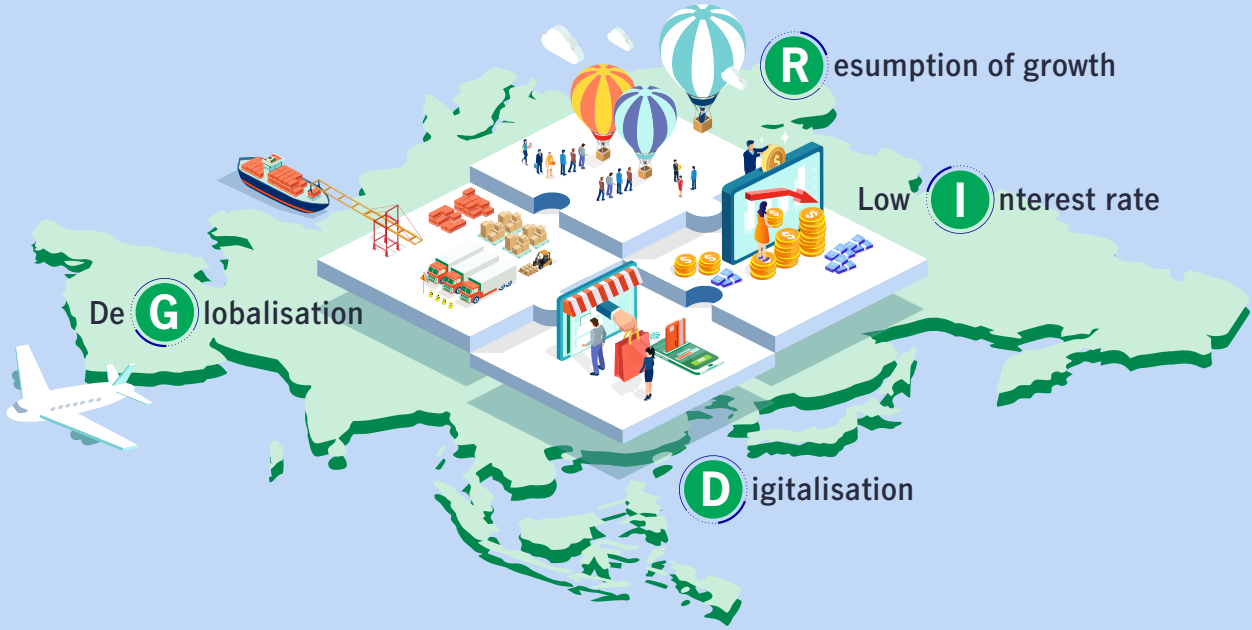 Resumption of growth
Low Interest rate
DeGlobalisation
Digitalisation